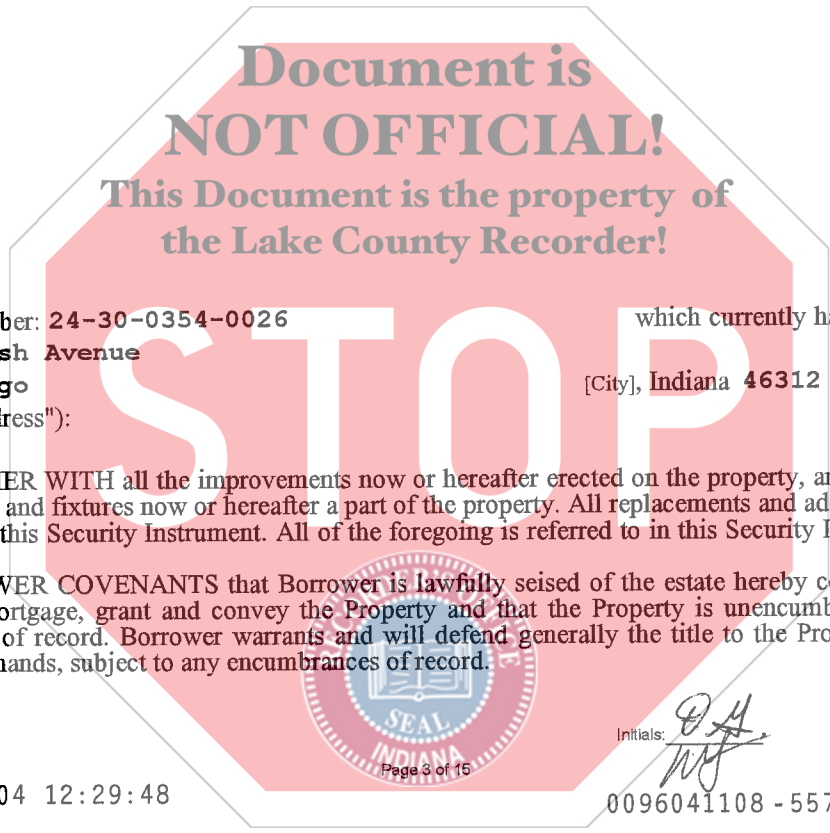 Document is
NOT OFFICIAL!
This Document is the property of
the Lake County Recorder!
STOP
ber: 24-30-0354-0026 which currently ha
sh Avenue
go [City], Indiana 46312
ress"):
ER WITH all the improvements now or hereafter erected on the property, an
and fixtures now or hereafter a part of the property. All replacements and ad
this Security Instrument. All of the foregoing is referred to in this Security I
WER COVENANTS that Borrower is lawfully seised of the estate hereby co
ortgage, grant and convey the Property and that the Property is unencumb
of record. Borrower warrants and will defend generally the title to the Pro
ands, subject to any encumbrances of record.
SEAL
INDIANA
Initials:
Page 3 of 15
04 12:29:48
0096041108 - 557